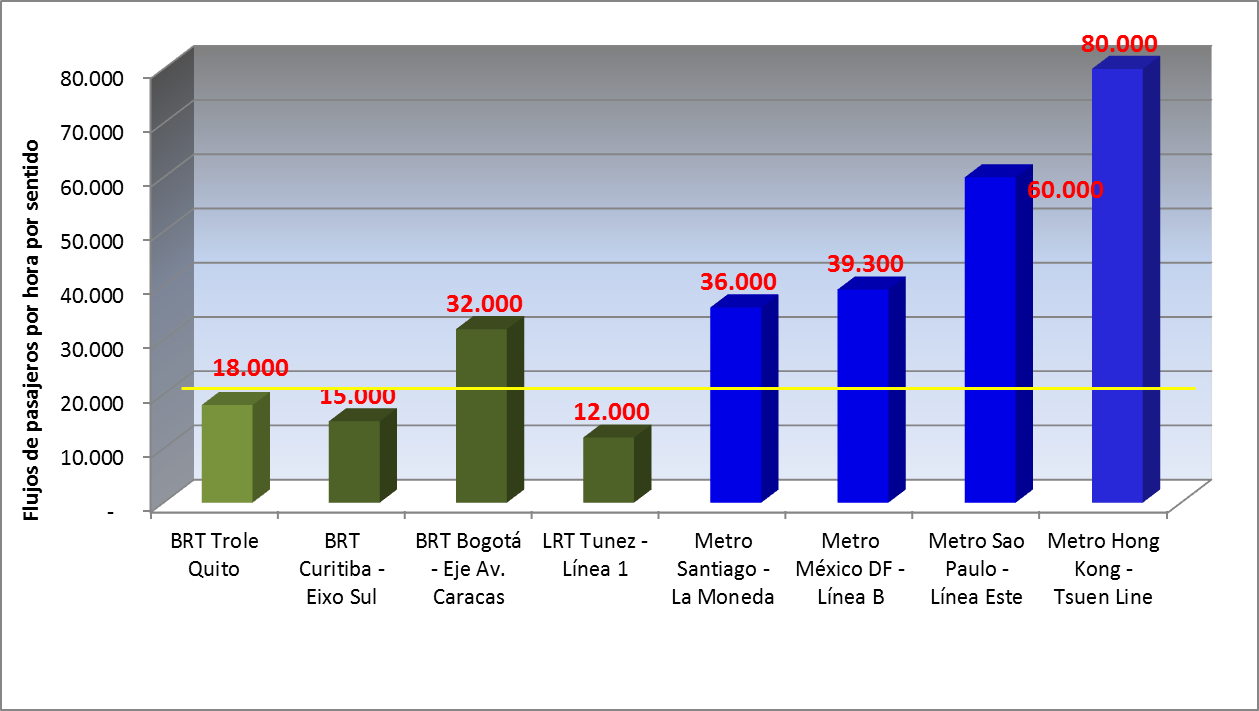 Flujos de pasajeros por hora por sentido
80.000
70.000
60.000
50.000
40.000
30.000
20.000
10.000
-
18.000
15.000
32.000
12.000
36.000
39.300
60.000
80.000
BRT Trole
Quito
BRT
Curitiba -
Eixo Sul
BRT Bogotá
- Eje Av.
Caracas
LRT Tunez -
Línea 1
Metro
Santiago -
La Moneda
Metro
México DF -
Línea B
Metro Sao
Paulo -
Línea Este
Metro Hong
Kong -
Tsuen Line